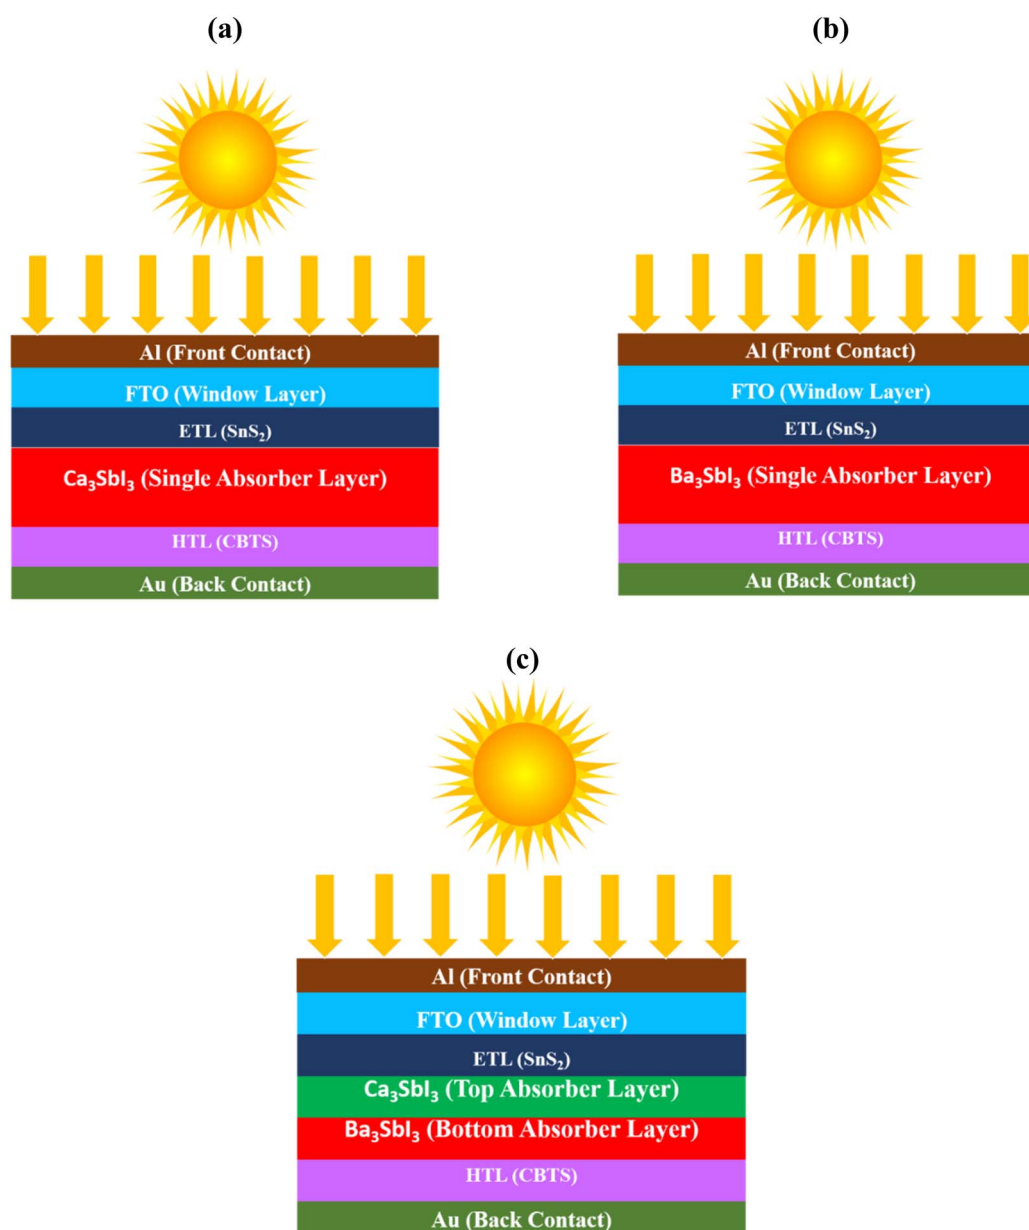 (a)
Al (Front Contact)
FTO (Window Layer)
ETL (SnS₂)
Ca₃SbI₃ (Single Absorber Layer)
HTL (CBTS)
Au (Back Contact)
(b)
Al (Front Contact)
FTO (Window Layer)
ETL (SnS₂)
Ba₃SbI₃ (Single Absorber Layer)
HTL (CBTS)
Au (Back Contact)
(c)
Al (Front Contact)
FTO (Window Layer)
ETL (SnS₂)
Ca₃SbI₃ (Top Absorber Layer)
Ba₃SbI₃ (Bottom Absorber Layer)
HTL (CBTS)
Au (Back Contact)